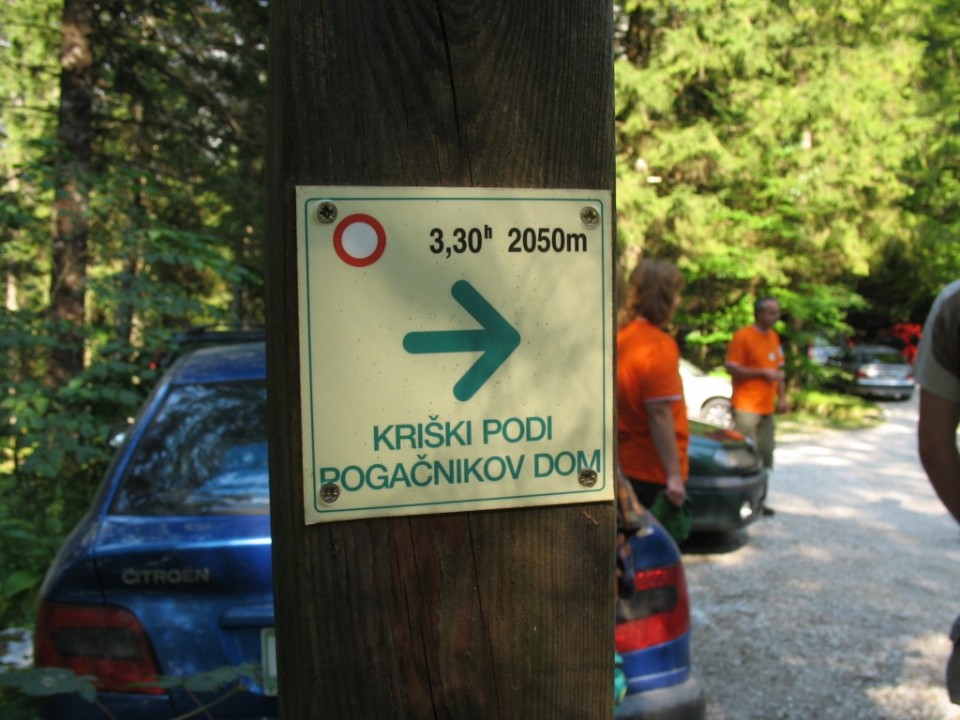 3,30h 2050m
KRIŠKI PODI
POGAČNIKOV DOM
CITROËN